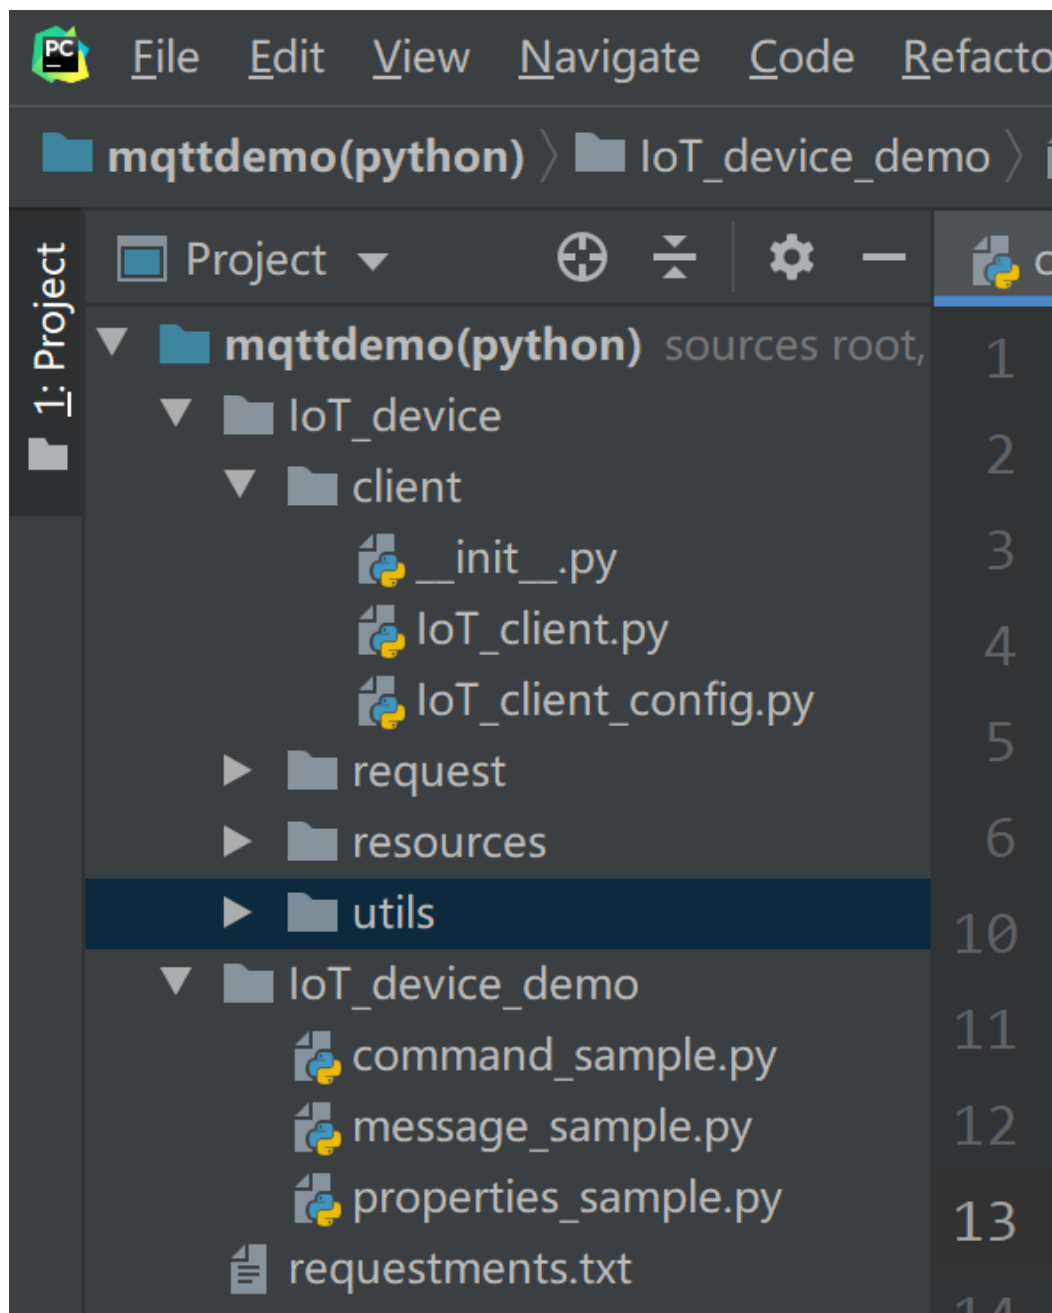 PC File Edit View Navigate Code Refacto
mqttdemo(python) IoT_device_demo
1: Project
Project
mqttdemo(python) sources root,
IoT_device
client
__init__.py
IoT_client.py
IoT_client_config.py
request
resources
utils
IoT_device_demo
command_sample.py
message_sample.py
properties_sample.py
requestments.txt
1
2
3
4
5
6
10
11
12
13
14